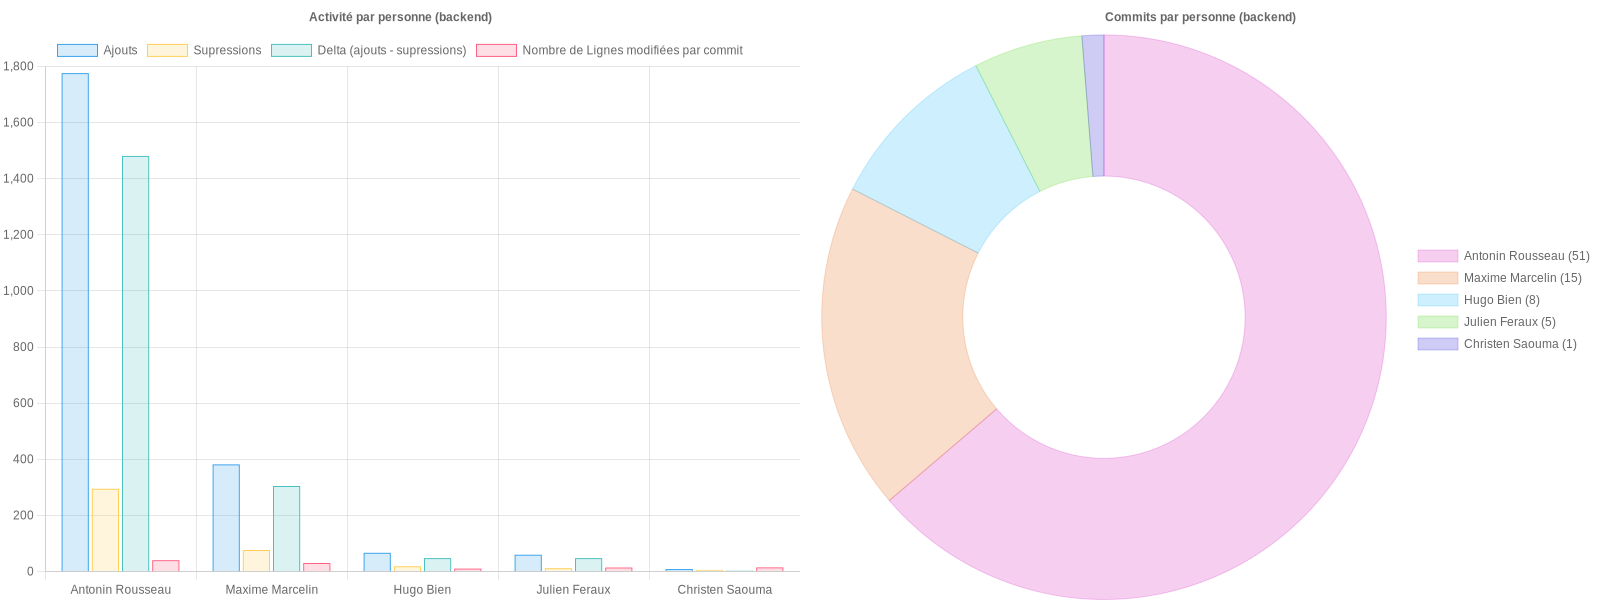 Activité par personne (backend)
Ajouts
Supressions
Delta (ajouts - supressions)
Nombre de Lignes modifiées par commit
1,800
1,600
1,400
1,200
1,000
800
600
400
200
0
Antonin Rousseau
Maxime Marcelin
Hugo Bien
Julien Feraux
Christen Saouma
Commits par personne (backend)
Antonin Rousseau (51)
Maxime Marcelin (15)
Hugo Bien (8)
Julien Feraux (5)
Christen Saouma (1)